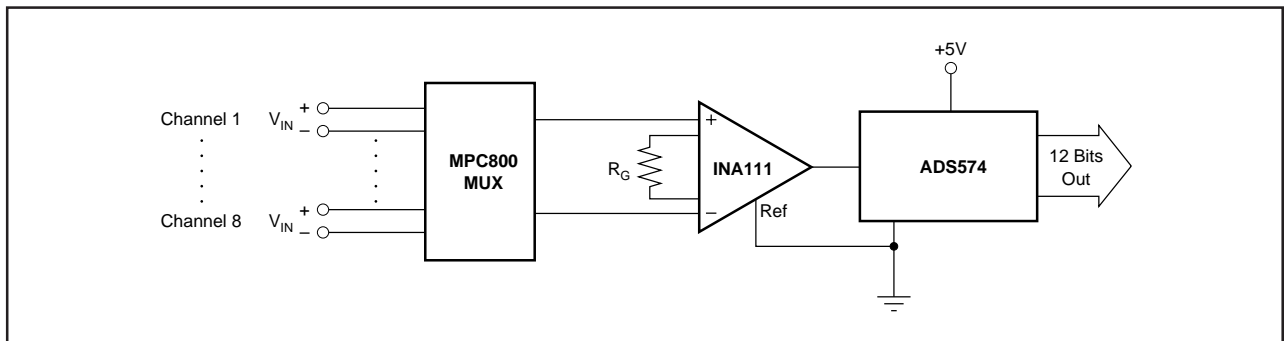 +5V
Channel 1 V_IN + –
MPC800
MUX
R_G
+
INA111
–
Ref
ADS574
12 Bits
Out
Channel 8 V_IN + –